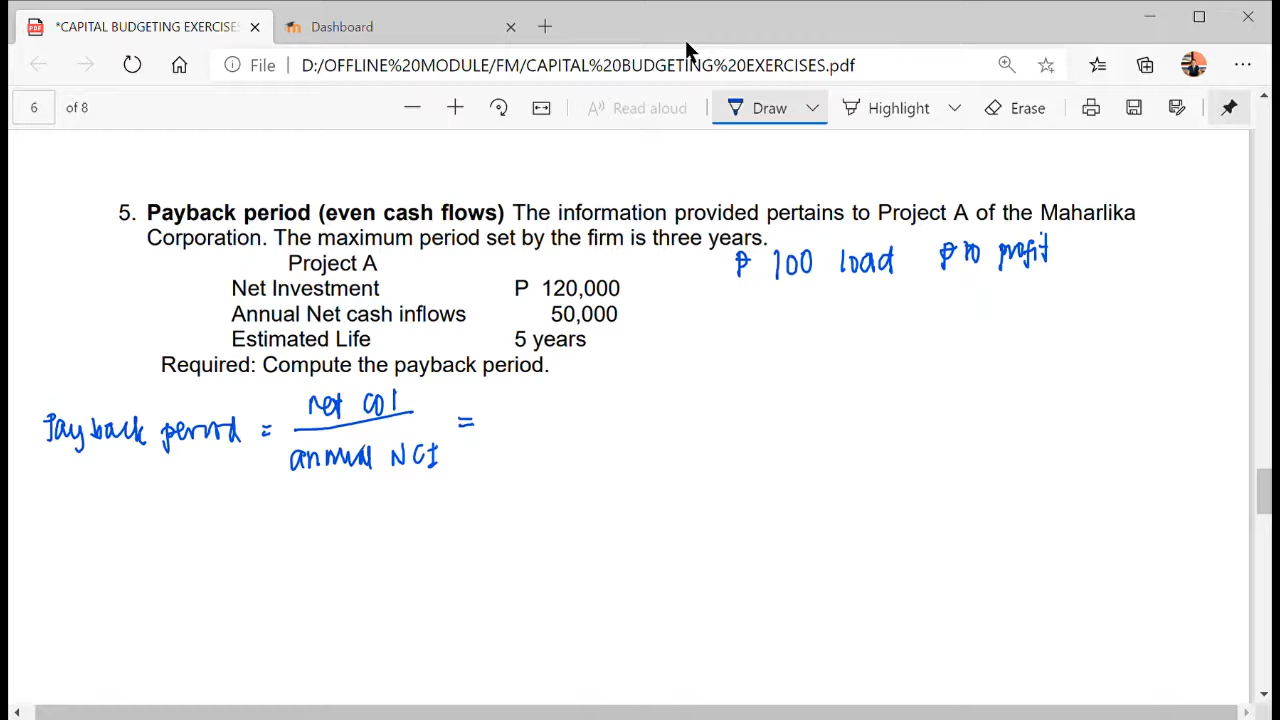 *CAPITAL BUDGETING EXERCISES
Dashboard
File D:/OFFLINE%20MODULE/FM/CAPITAL%20BUDGETING%20EXERCISES.pdf
6 of 8
Read aloud
Draw
Highlight
Erase
5. Payback period (even cash flows) The information provided pertains to Project A of the Maharlika
Corporation. The maximum period set by the firm is three years.
₱ 100 load ₱ 10 profit
Project A
Net Investment P 120,000
Annual Net cash inflows 50,000
Estimated Life 5 years
Required: Compute the payback period.
Payback period = net COI =
annual NCI